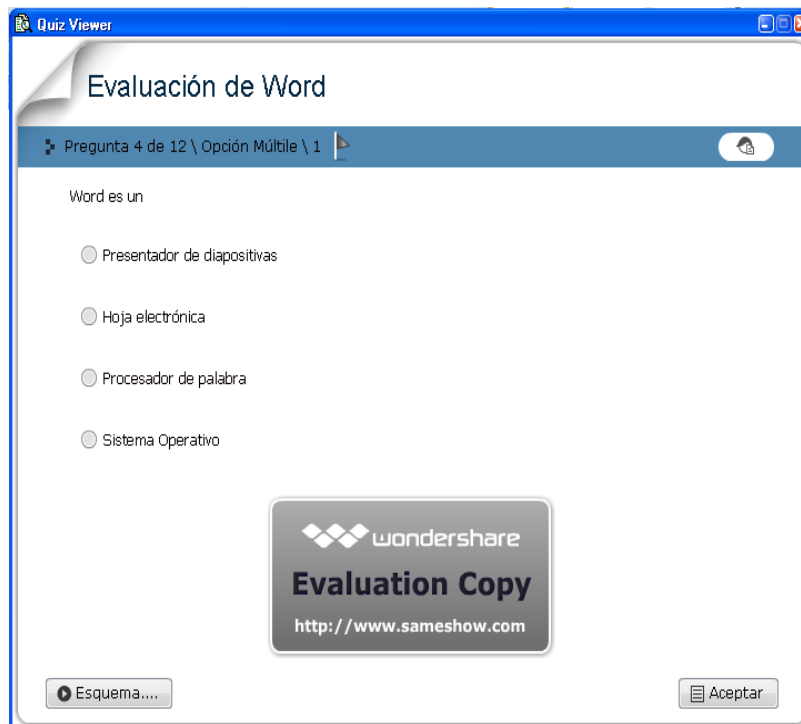 Quiz Viewer
Evaluación de Word
Pregunta 4 de 12 \ Opción Múltile \ 1
Word es un
Presentador de diapositivas
Hoja electrónica
Procesador de palabra
Sistema Operativo
wondershare
Evaluation Copy
http://www.sameshow.com
Esquema....
Aceptar